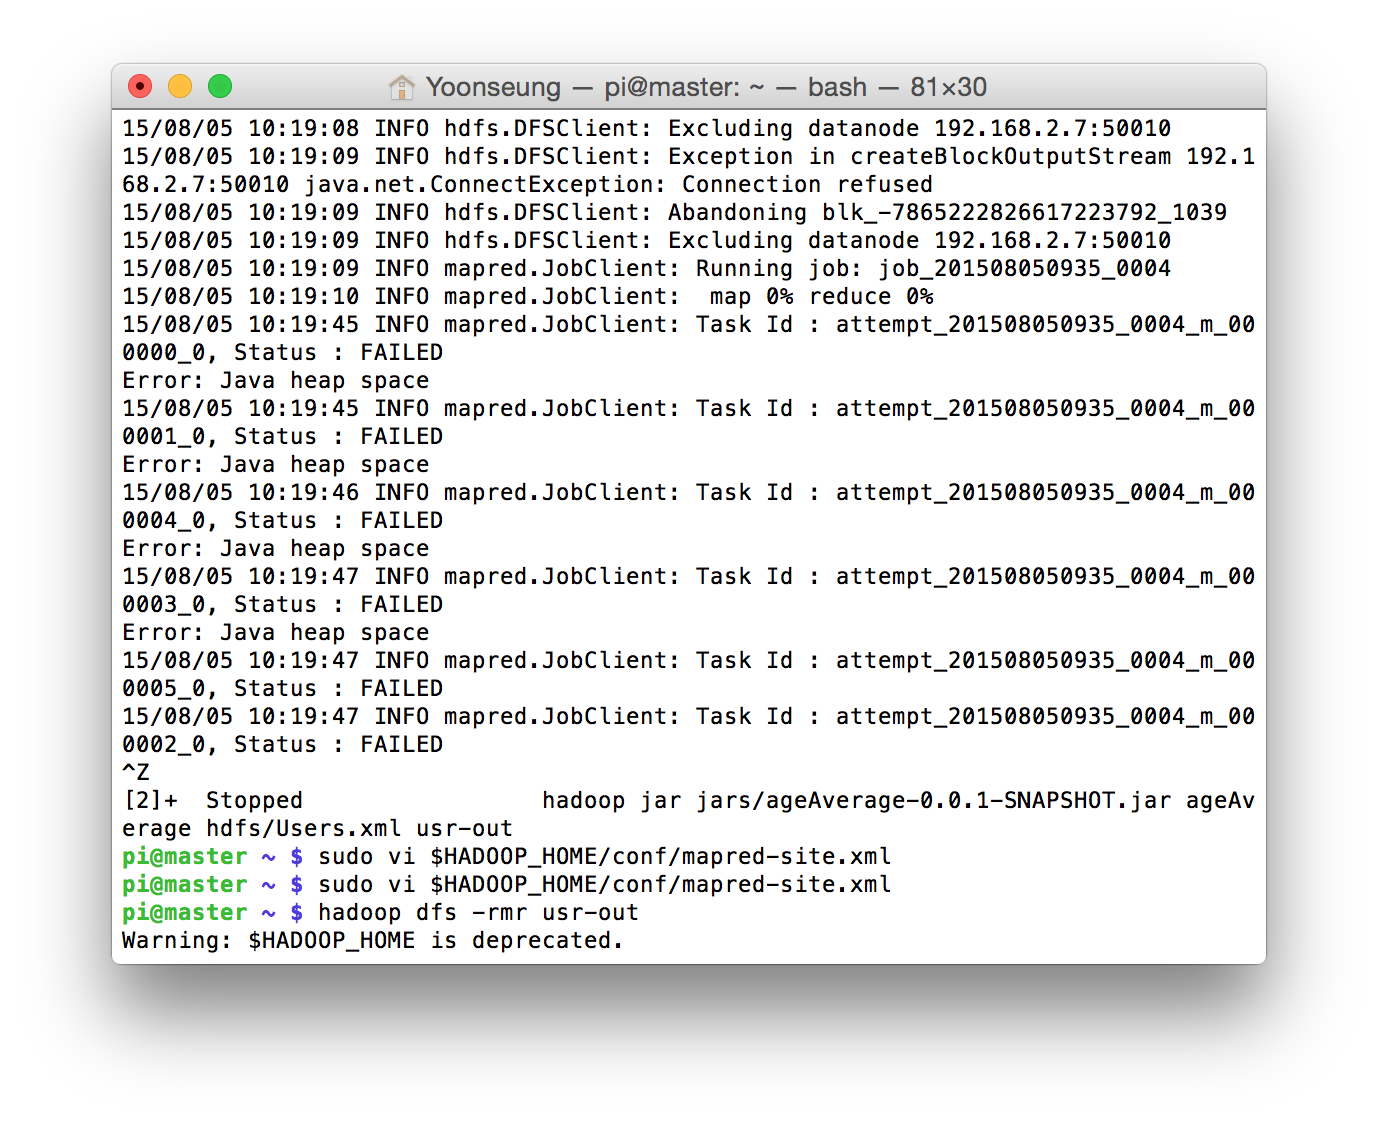 Yoonseung — pi@master: ~ — bash — 81×30
15/08/05 10:19:08 INFO hdfs.DFSClient: Excluding datanode 192.168.2.7:50010
15/08/05 10:19:09 INFO hdfs.DFSClient: Exception in createBlockOutputStream 192.1
68.2.7:50010 java.net.ConnectException: Connection refused
15/08/05 10:19:09 INFO hdfs.DFSClient: Abandoning blk_-7865222826617223792_1039
15/08/05 10:19:09 INFO hdfs.DFSClient: Excluding datanode 192.168.2.7:50010
15/08/05 10:19:09 INFO mapred.JobClient: Running job: job_201508050935_0004
15/08/05 10:19:10 INFO mapred.JobClient:  map 0% reduce 0%
15/08/05 10:19:45 INFO mapred.JobClient: Task Id : attempt_201508050935_0004_m_00
0000_0, Status : FAILED
Error: Java heap space
15/08/05 10:19:45 INFO mapred.JobClient: Task Id : attempt_201508050935_0004_m_00
0001_0, Status : FAILED
Error: Java heap space
15/08/05 10:19:46 INFO mapred.JobClient: Task Id : attempt_201508050935_0004_m_00
0004_0, Status : FAILED
Error: Java heap space
15/08/05 10:19:47 INFO mapred.JobClient: Task Id : attempt_201508050935_0004_m_00
0003_0, Status : FAILED
Error: Java heap space
15/08/05 10:19:47 INFO mapred.JobClient: Task Id : attempt_201508050935_0004_m_00
0005_0, Status : FAILED
15/08/05 10:19:47 INFO mapred.JobClient: Task Id : attempt_201508050935_0004_m_00
0002_0, Status : FAILED
^Z
[2]+  Stopped                 hadoop jar jars/ageAverage-0.0.1-SNAPSHOT.jar ageAv
erage hdfs/Users.xml usr-out
pi@master ~ $ sudo vi $HADOOP_HOME/conf/mapred-site.xml
pi@master ~ $ sudo vi $HADOOP_HOME/conf/mapred-site.xml
pi@master ~ $ hadoop dfs -rmr usr-out
Warning: $HADOOP_HOME is deprecated.